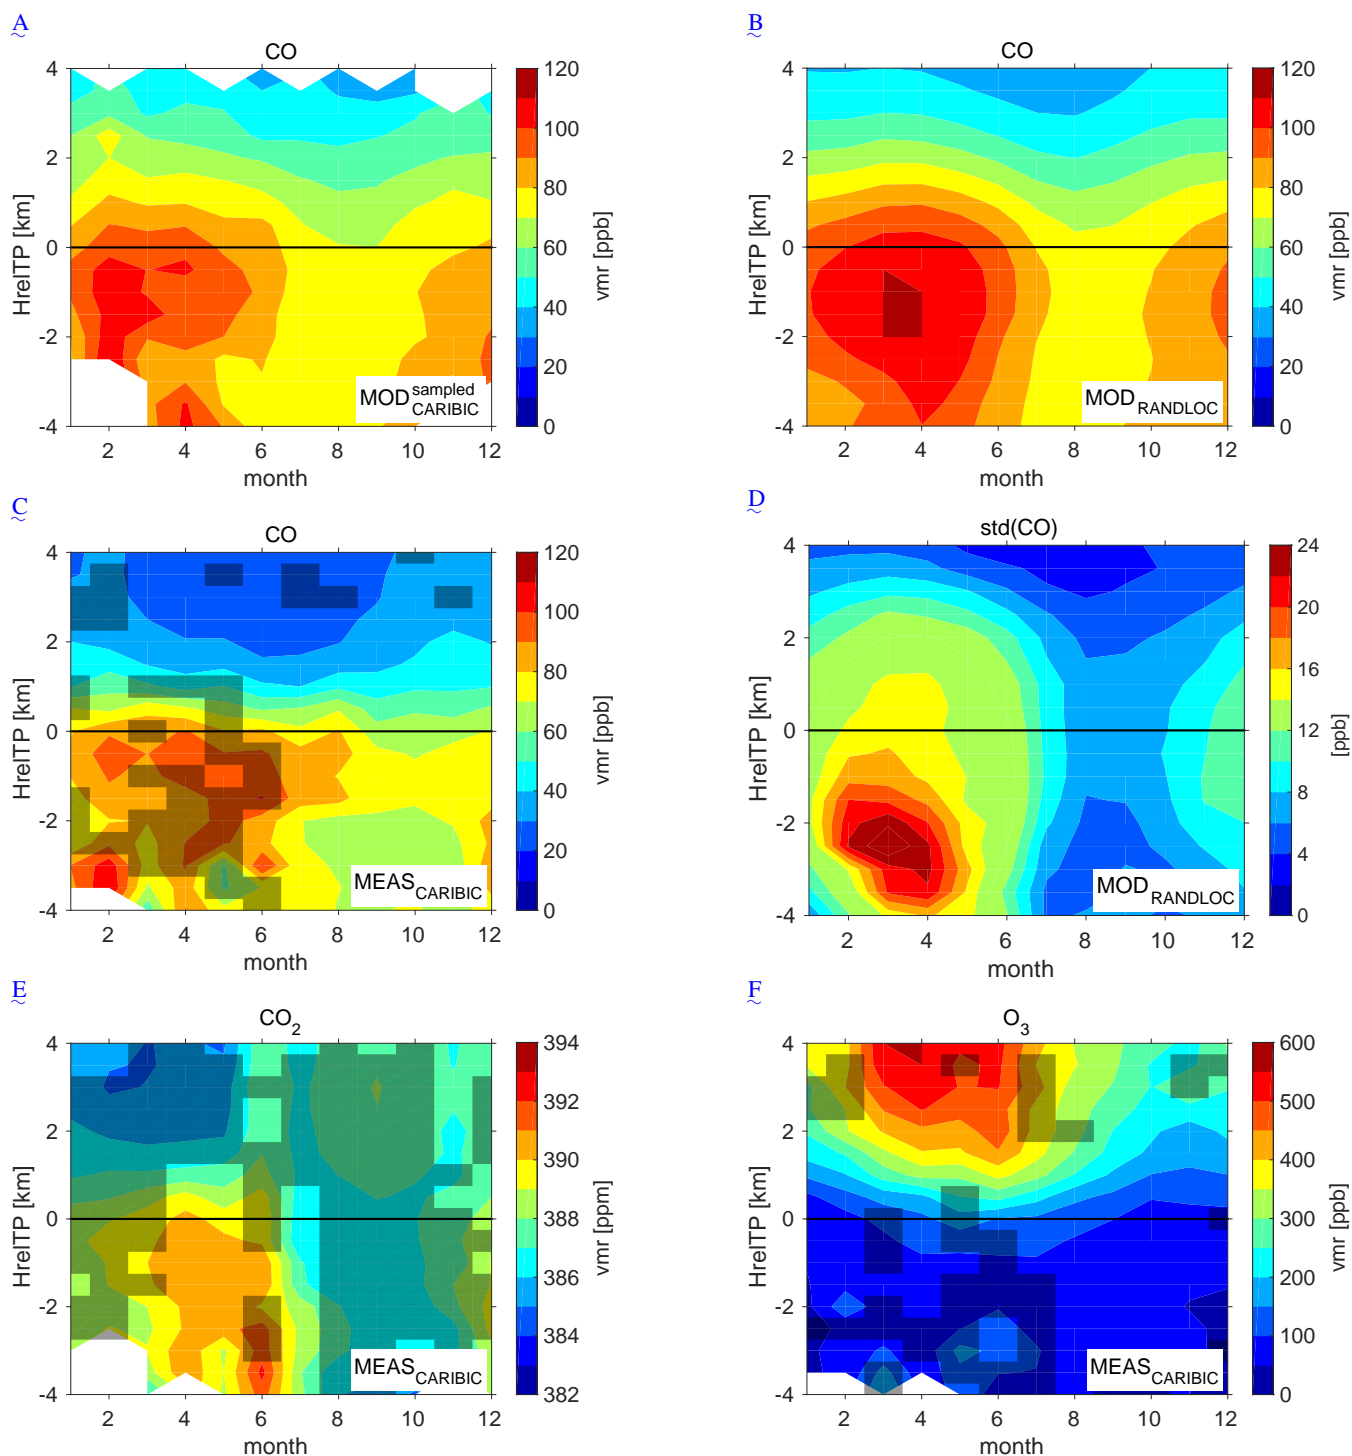 A
CO
4
2
0
-2
-4
HrelTP [km]
2 4 6 8 10 12
month
MOD sampled CARIBIC
120
100
80
60
40
20
0
vmr [ppb]
B
CO
4
2
0
-2
-4
HrelTP [km]
2 4 6 8 10 12
month
MOD RANDLOC
120
100
80
60
40
20
0
vmr [ppb]
C
CO
4
2
0
-2
-4
HrelTP [km]
2 4 6 8 10 12
month
MEAS CARIBIC
120
100
80
60
40
20
0
vmr [ppb]
D
std(CO)
4
2
0
-2
-4
HrelTP [km]
2 4 6 8 10 12
month
MOD RANDLOC
24
20
16
12
8
4
0
[ppb]
E
CO2
4
2
0
-2
-4
HrelTP [km]
2 4 6 8 10 12
month
MEAS CARIBIC
394
392
390
388
386
384
382
vmr [ppm]
F
O3
4
2
0
-2
-4
HrelTP [km]
2 4 6 8 10 12
month
MEAS CARIBIC
600
500
400
300
200
100
0
vmr [ppb]